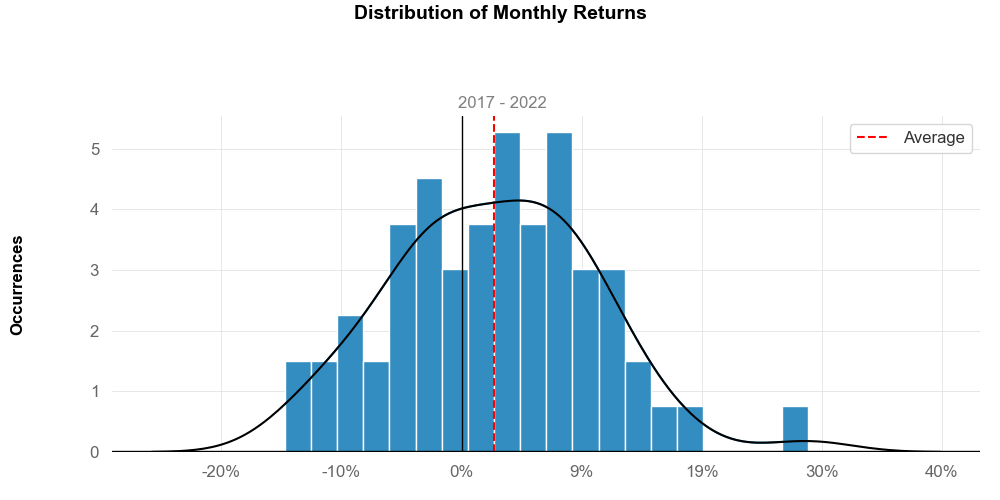 Distribution of Monthly Returns
2017 - 2022
Average
Occurrences
5
4
3
2
1
0
-20% -10% 0% 9% 19% 30% 40%